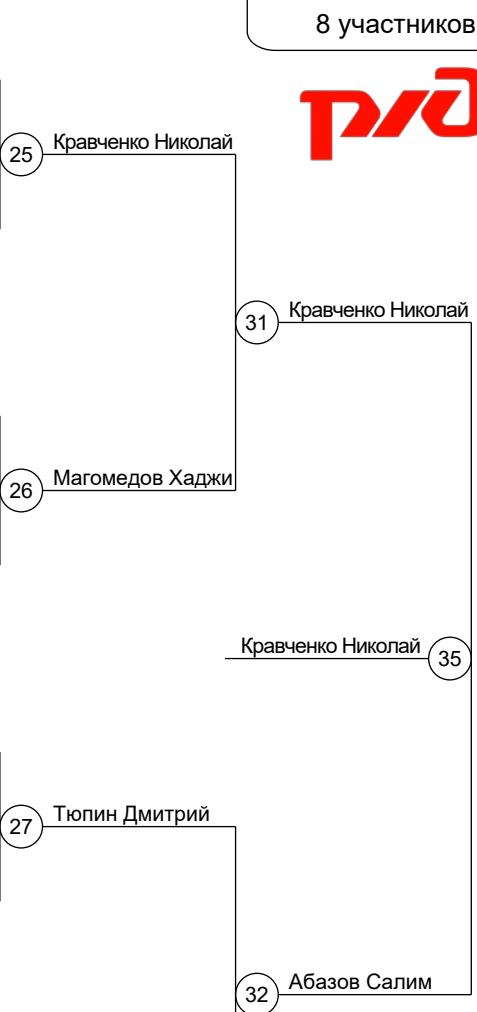 8 участников
ржд
25 Кравченко Николай
31 Кравченко Николай
26 Магомедов Хаджи
Кравченко Николай 35
27 Тюпин Дмитрий
32 Абазов Салим